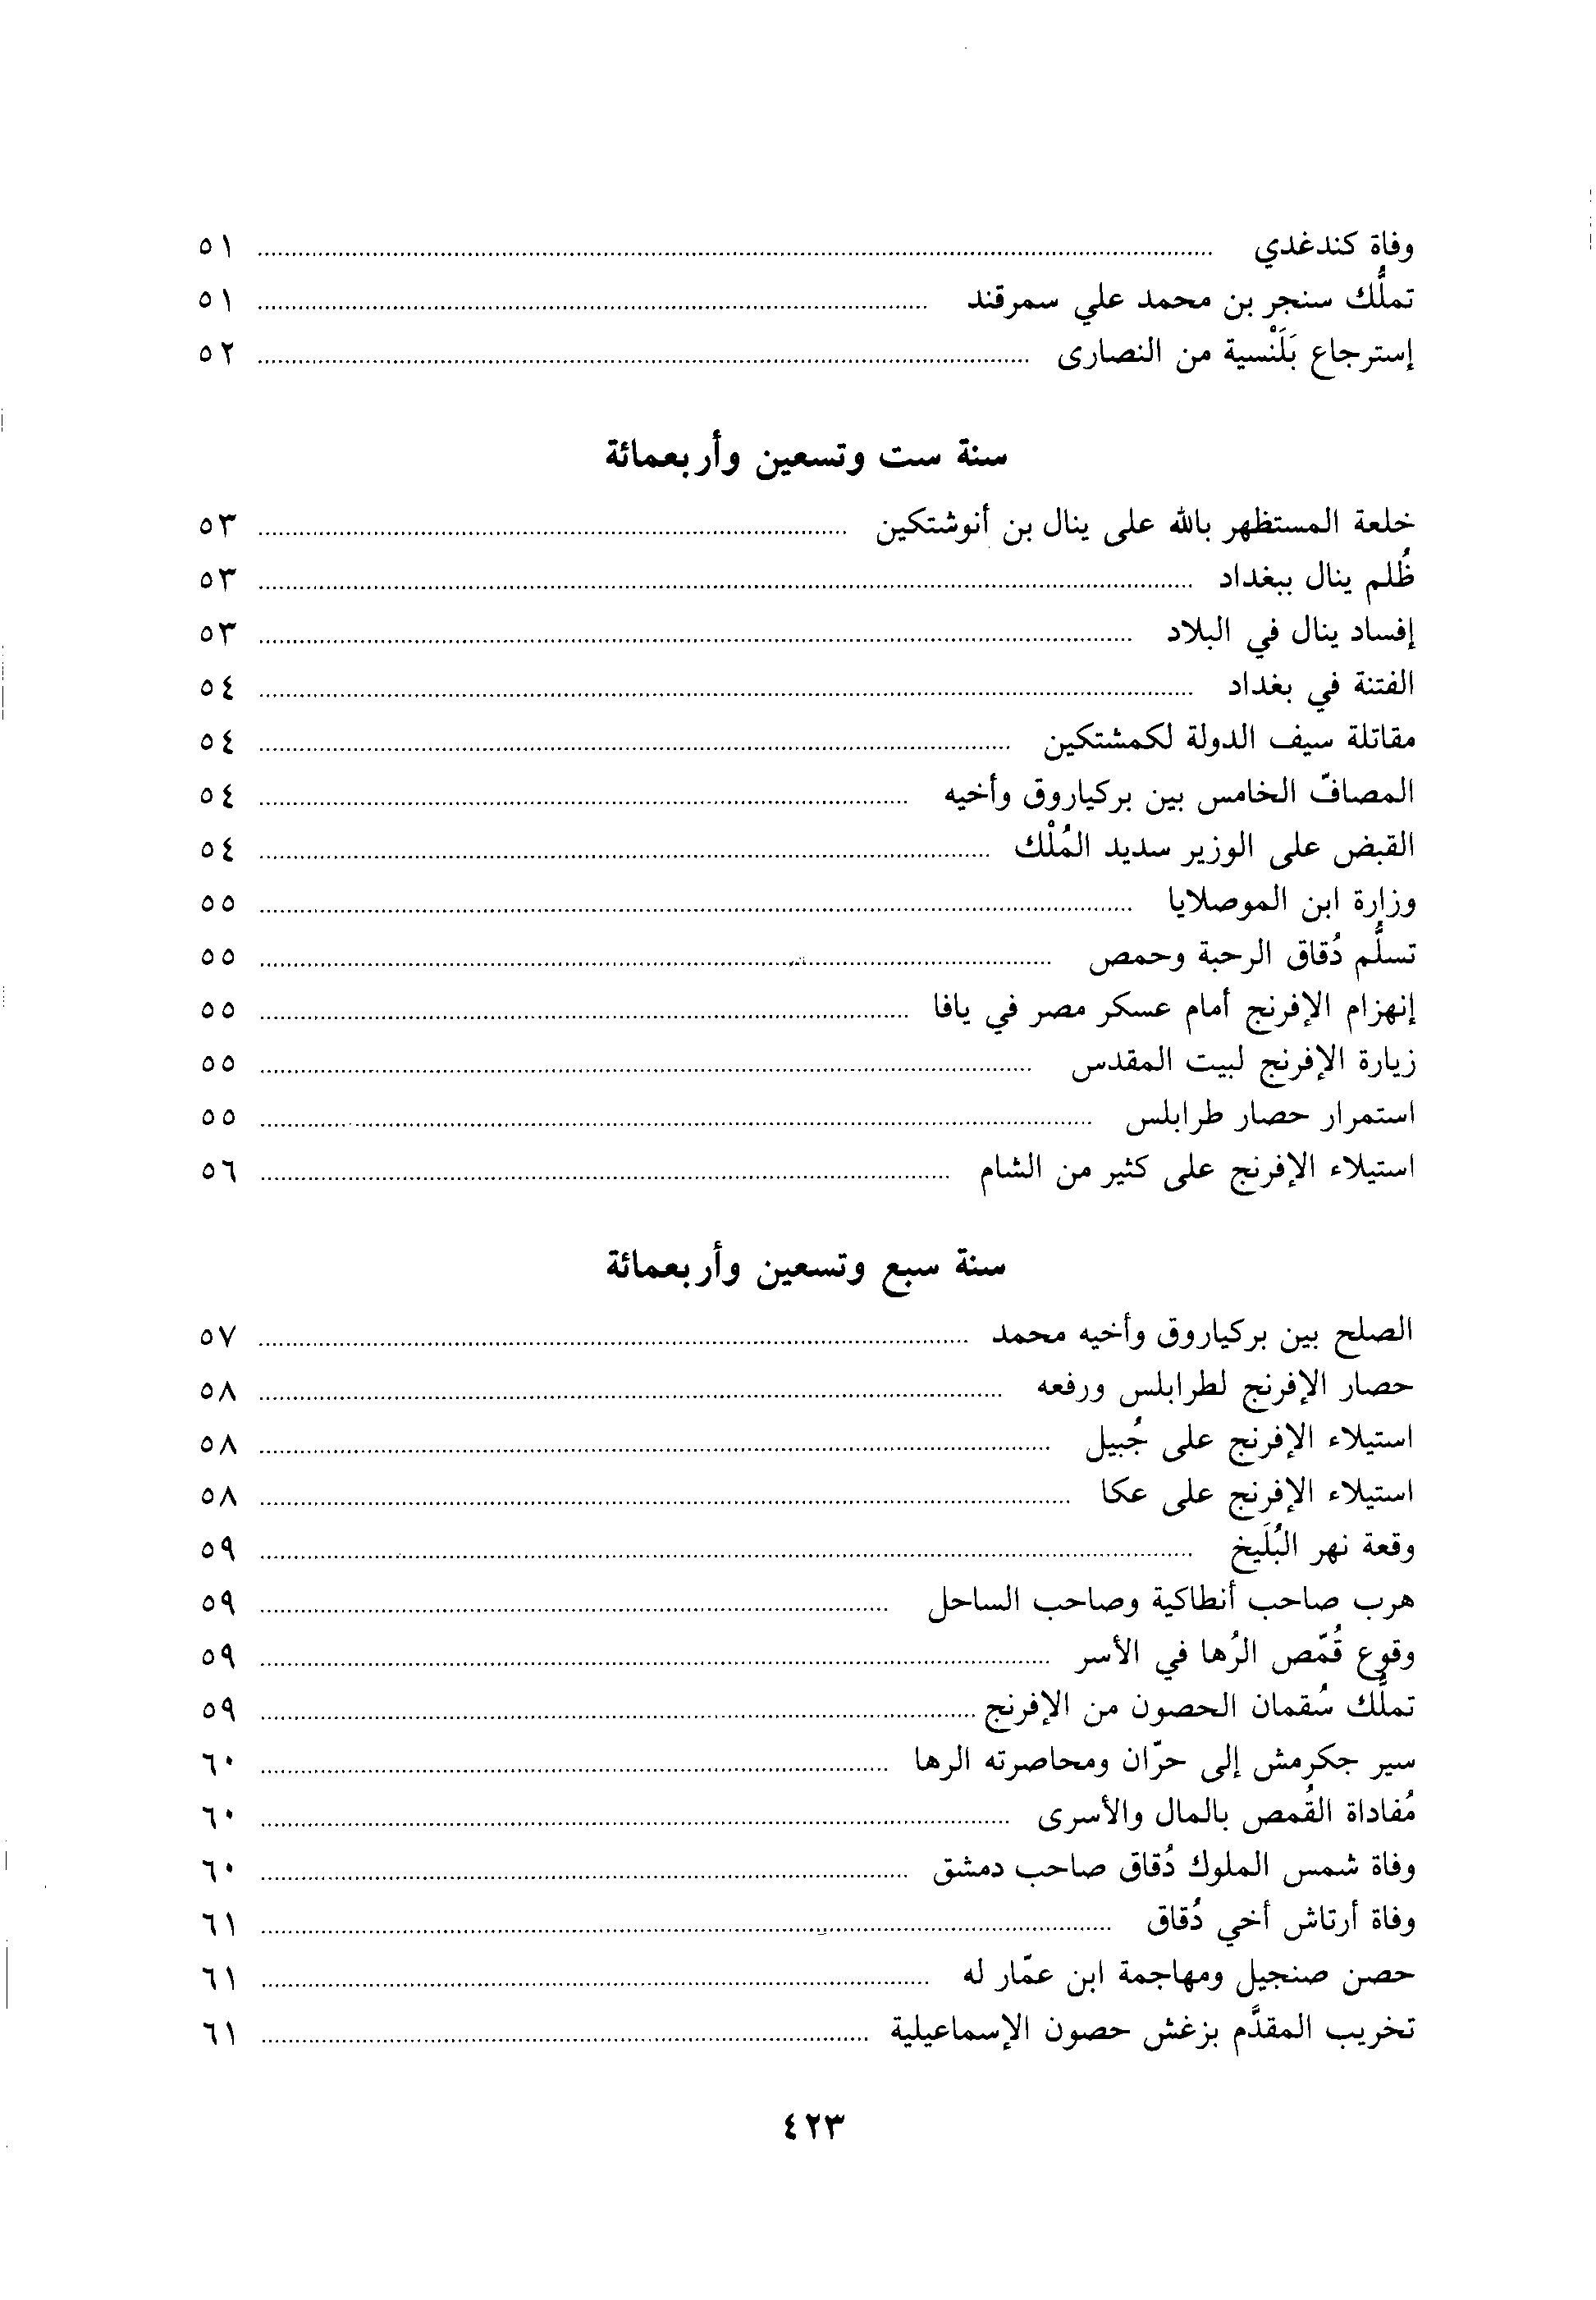 وفاة كندغدي ........ ٥١
تملُّك سنجر بن محمد علي سمرقند ........ ٥١
إسترجاع بَلَنْسية من النصارى ........ ٥٢
سنة ست وتسعين وأربعمائة
خلعة المستظهر بالله على ينال بن أنوشتكين ........ ٥٣
ظُلم ينال ببغداد ........ ٥٣
إفساد ينال في البلاد ........ ٥٣
الفتنة في بغداد ........ ٥٤
مقاتلة سيف الدولة لكمشتكين ........ ٥٤
المصافّ الخامس بين بركياروق وأخيه ........ ٥٤
القبض على الوزير سديد المُلْك ........ ٥٤
وزارة ابن الموصلايا ........ ٥٥
تسلُّم دُقاق الرحبة وحمص ........ ٥٥
إنهزام الإفرنج أمام عسكر مصر في يافا ........ ٥٥
زيارة الإفرنج لبيت المقدس ........ ٥٥
استمرار حصار طرابلس ........ ٥٥
استيلاء الإفرنج على كثير من الشام ........ ٥٦
سنة سبع وتسعين وأربعمائة
الصلح بين بركياروق وأخيه محمد ........ ٥٧
حصار الإفرنج لطرابلس ورفعه ........ ٥٨
استيلاء الإفرنج على جُبيل ........ ٥٨
استيلاء الإفرنج على عكا ........ ٥٨
وقعة نهر البُلَيخ ........ ٥٩
هرب صاحب أنطاكية وصاحب الساحل ........ ٥٩
وقوع قُمّص الرُها في الأسر ........ ٥٩
تملُّك سُقمان الحصون من الإفرنج ........ ٥٩
سير جكرمش إلى حرّان ومحاصرته الرها ........ ٦٠
مُفاداة القُمص بالمال والأسرى ........ ٦٠
وفاة شمس الملوك دُقاق صاحب دمشق ........ ٦٠
وفاة أرتاش أخي دُقاق ........ ٦١
حصن صنجيل ومهاجمة ابن عمّار له ........ ٦١
تخريب المقدَّم بزغش حصون الإسماعيلية ........ ٦١
٤٢٣